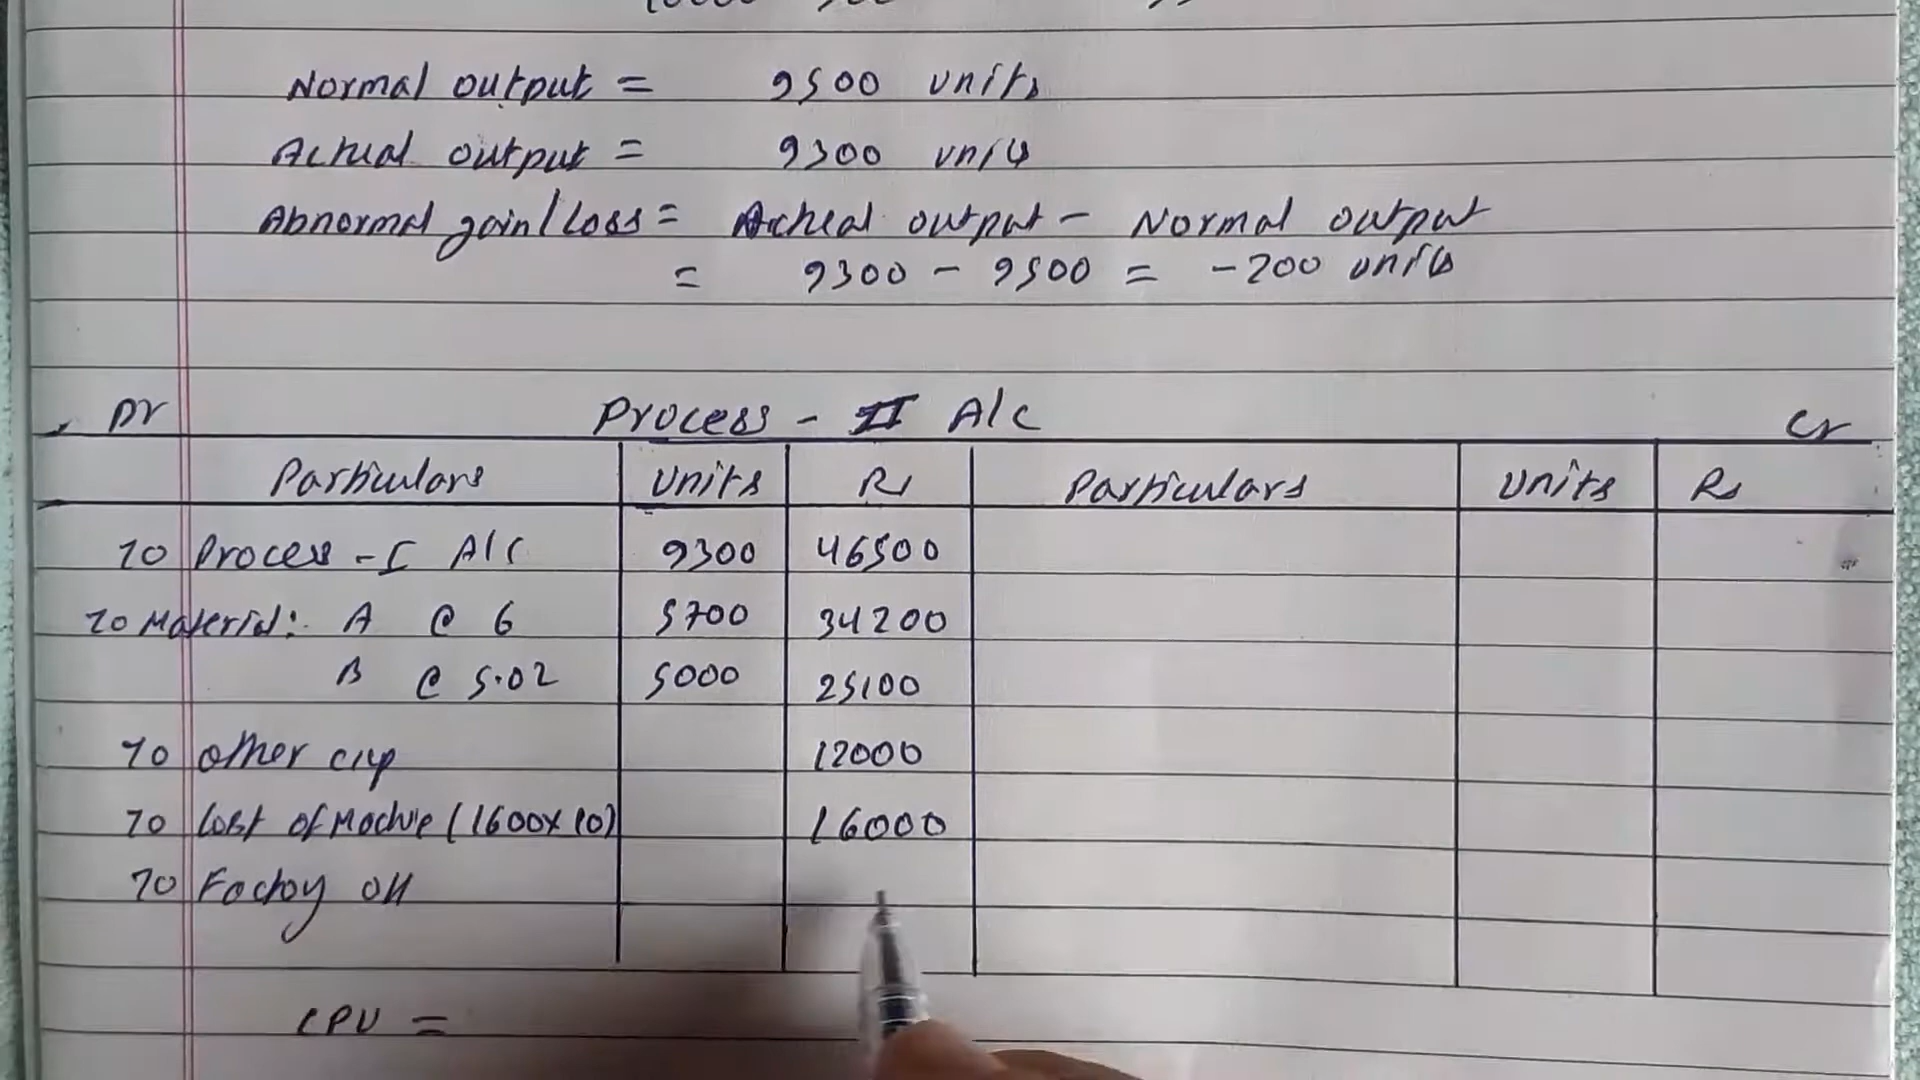 Normal output = 9500 units
Actual output = 9300 units
Abnormal gain/Loss = Actual output - Normal output
= 9300 - 9500 = -200 units
Dr Process - II A/C Cr
Particulars Units Rs Particulars Units Rs
To Process - I A/C 9300 46500
To Material: A @ 6 5700 34200
B @ 5.02 5000 25100
To other exp 12000
To Cost of Machine (1600x10) 16000
To Factory OH
CPU =